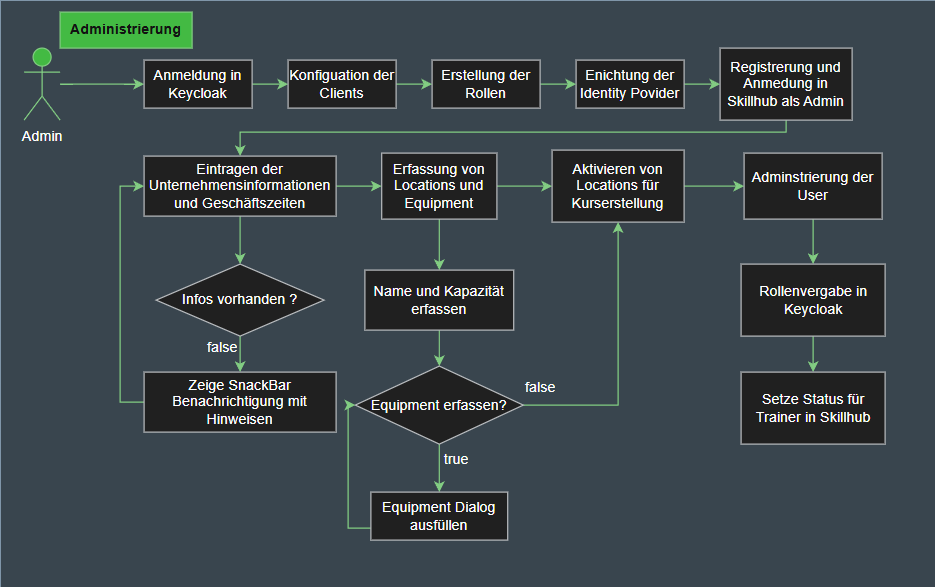 Administrierung
Admin
Anmeldung in
Keycloak
Konfiguation der
Clients
Erstellung der
Rollen
Enichtung der
Identity Povider
Registrerung und
Anmedung in
Skillhub als Admin
Eintragen der
Unternehmensinformationen
und Geschäftszeiten
Erfassung von
Locations und
Equipment
Aktivieren von
Locations für
Kurserstellung
Adminstrierung der
User
Infos vorhanden ?
false
Zeige SnackBar
Benachrichtigung mit
Hinweisen
Name und Kapazität
erfassen
Equipment erfassen?
false
true
Equipment Dialog
ausfüllen
Rollenvergabe in
Keycloak
Setze Status für
Trainer in Skillhub